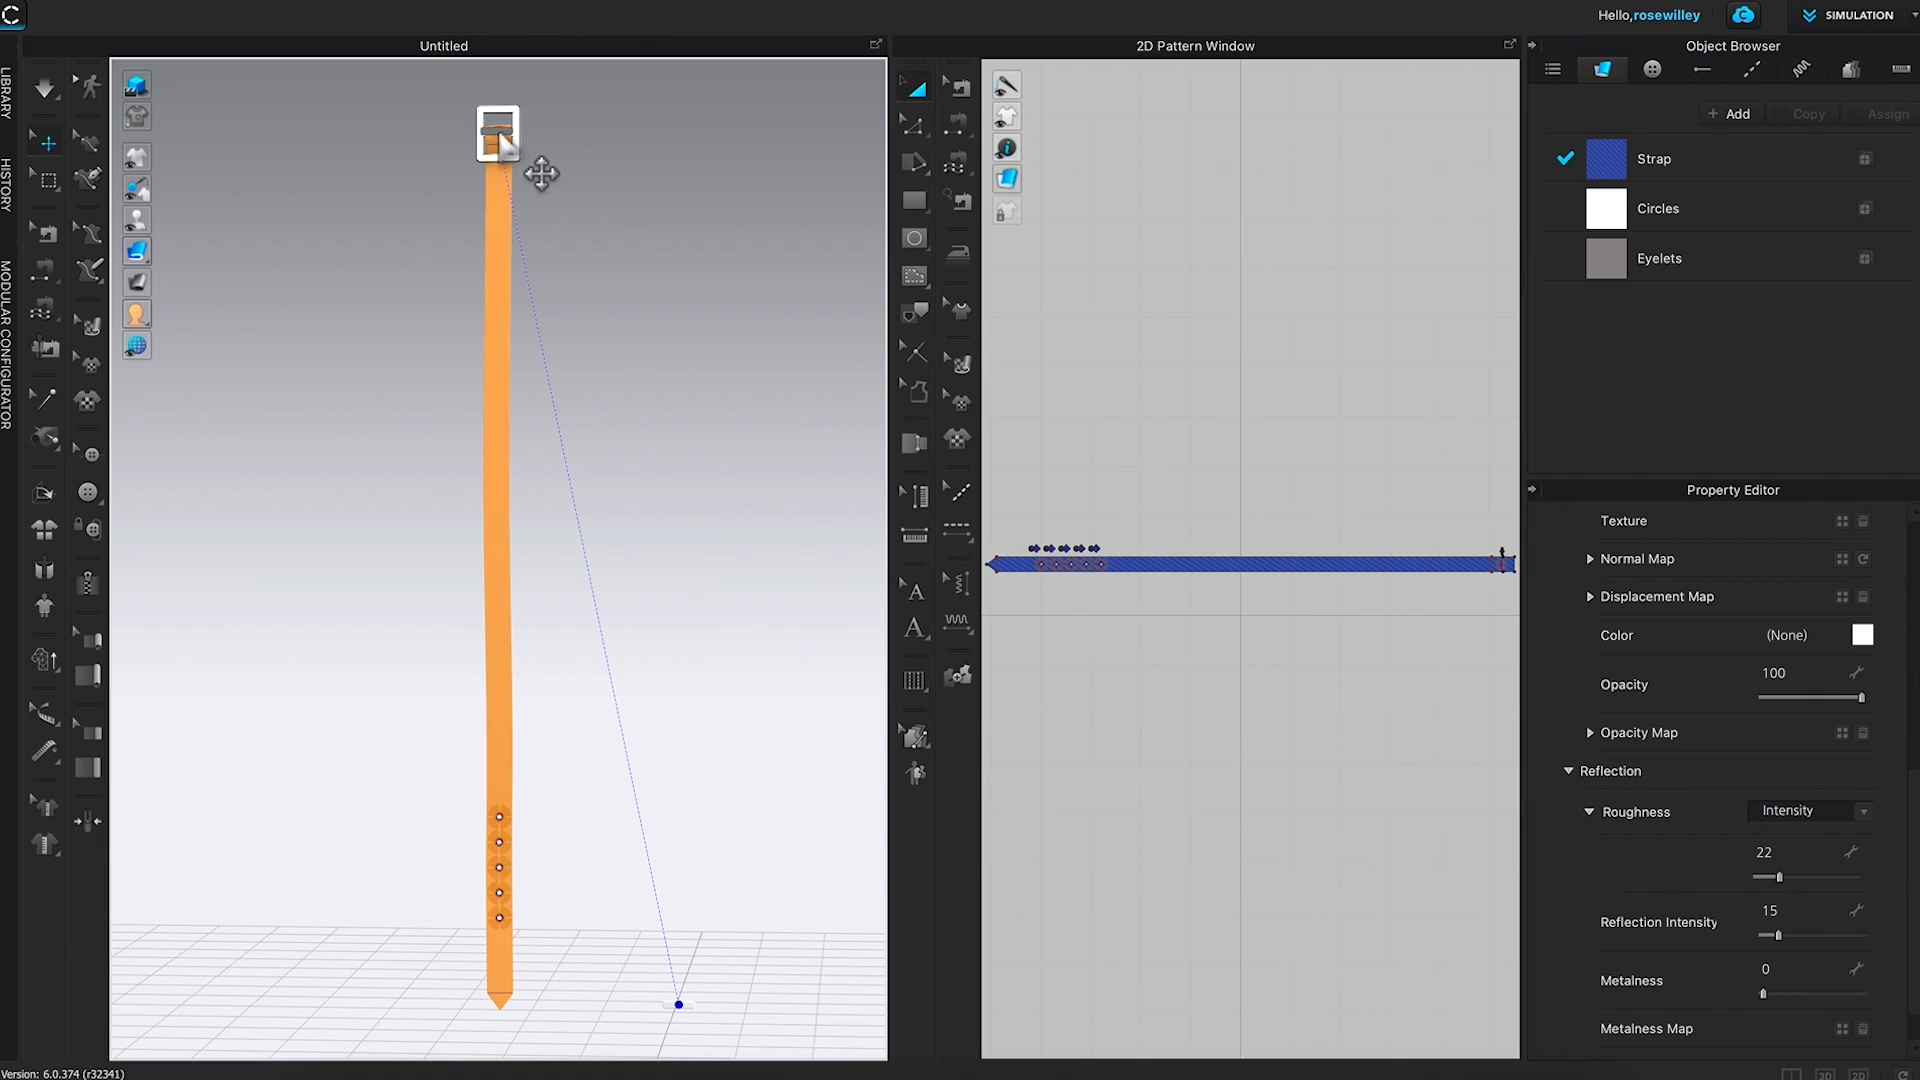 Hello,rosewilley
SIMULATION
Untitled
2D Pattern Window
Object Browser
LIBRARY
HISTORY
MODULAR CONFIGURATOR
+ Add
Copy
Assign
Strap
Circles
Eyelets
Property Editor
Texture
Normal Map
Displacement Map
Color
(None)
Opacity
100
Opacity Map
Reflection
Roughness
Intensity
22
Reflection Intensity
15
Metalness
0
Metalness Map
Version: 6.0.374 (r32341)
3D
2D